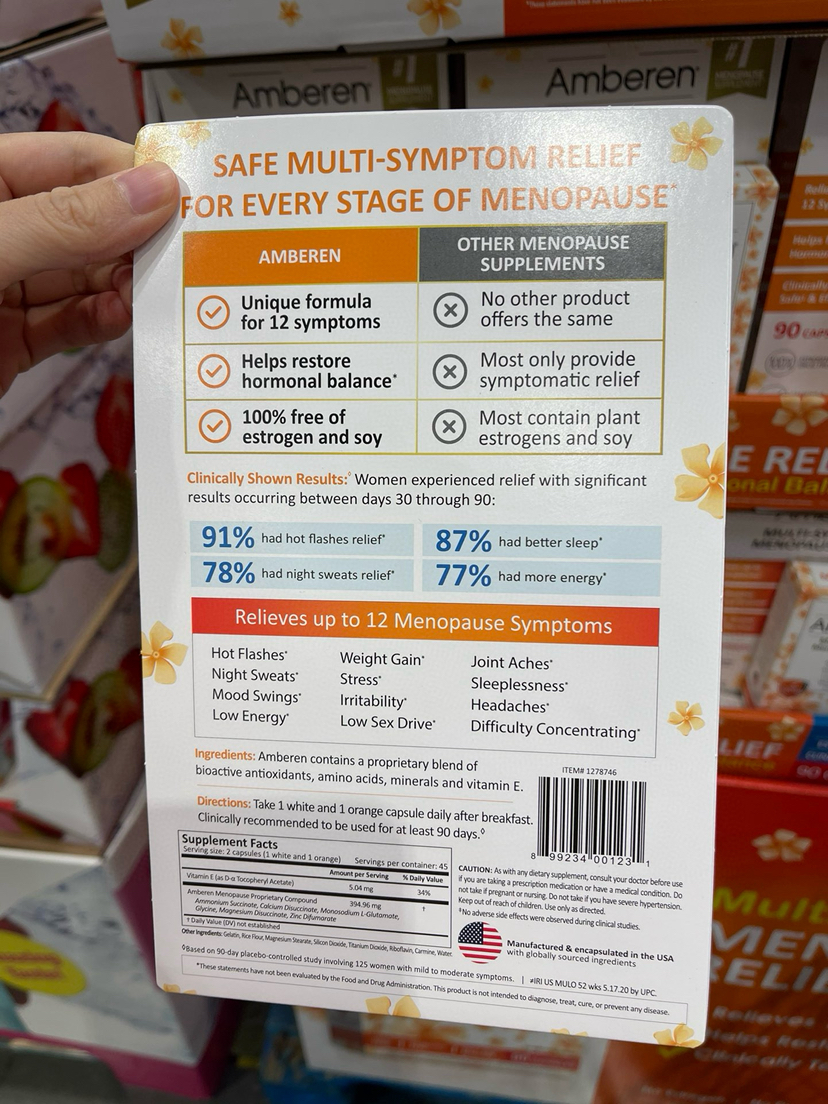 Amberen
#1
Amberen
#1
SAFE MULTI-SYMPTOM RELIEF
FOR EVERY STAGE OF MENOPAUSE*
AMBEREN
OTHER MENOPAUSE
SUPPLEMENTS
Unique formula
for 12 symptoms
No other product
offers the same
Helps restore
hormonal balance*
Most only provide
symptomatic relief
100% free of
estrogen and soy
Most contain plant
estrogens and soy
Clinically Shown Results:◊ Women experienced relief with significant
results occurring between days 30 through 90:
91% had hot flashes relief*
87% had better sleep*
78% had night sweats relief*
77% had more energy*
Relieves up to 12 Menopause Symptoms
Hot Flashes*
Night Sweats*
Mood Swings*
Low Energy*
Weight Gain*
Stress*
Irritability*
Low Sex Drive*
Joint Aches*
Sleeplessness*
Headaches*
Difficulty Concentrating*
Ingredients: Amberen contains a proprietary blend of
bioactive antioxidants, amino acids, minerals and vitamin E.
Directions: Take 1 white and 1 orange capsule daily after breakfast.
Clinically recommended to be used for at least 90 days.◊
ITEM# 1278746
8 99234 00123 1
Supplement Facts
Serving size: 2 capsules (1 white and 1 orange) Servings per container: 45
Amount per Serving % Daily Value
Vitamin E (as D-α Tocopheryl Acetate) 5.04 mg 34%
Amberen Menopause Proprietary Compound 394.96 mg †
Ammonium Succinate, Calcium Disuccinate, Monosodium L-Glutamate,
Glycine, Magnesium Disuccinate, Zinc Difumarate
† Daily Value (DV) not established
Other Ingredients: Gelatin, Rice Flour, Magnesium Stearate, Silicon Dioxide, Titanium Dioxide, Riboflavin, Carmine, Water.
CAUTION: As with any dietary supplement, consult your doctor before use
if you are taking a prescription medication or have a medical condition. Do
not take if pregnant or nursing. Do not take if you have severe hypertension.
Keep out of reach of children. Use only as directed.
‡No adverse side effects were observed during clinical studies.
Manufactured & encapsulated in the USA
with globally sourced ingredients
◊Based on 90-day placebo-controlled study involving 125 women with mild to moderate symptoms. | ≠IRI US MULO 52 wks 5.17.20 by UPC.
*These statements have not been evaluated by the Food and Drug Administration. This product is not intended to diagnose, treat, cure, or prevent any disease.
90